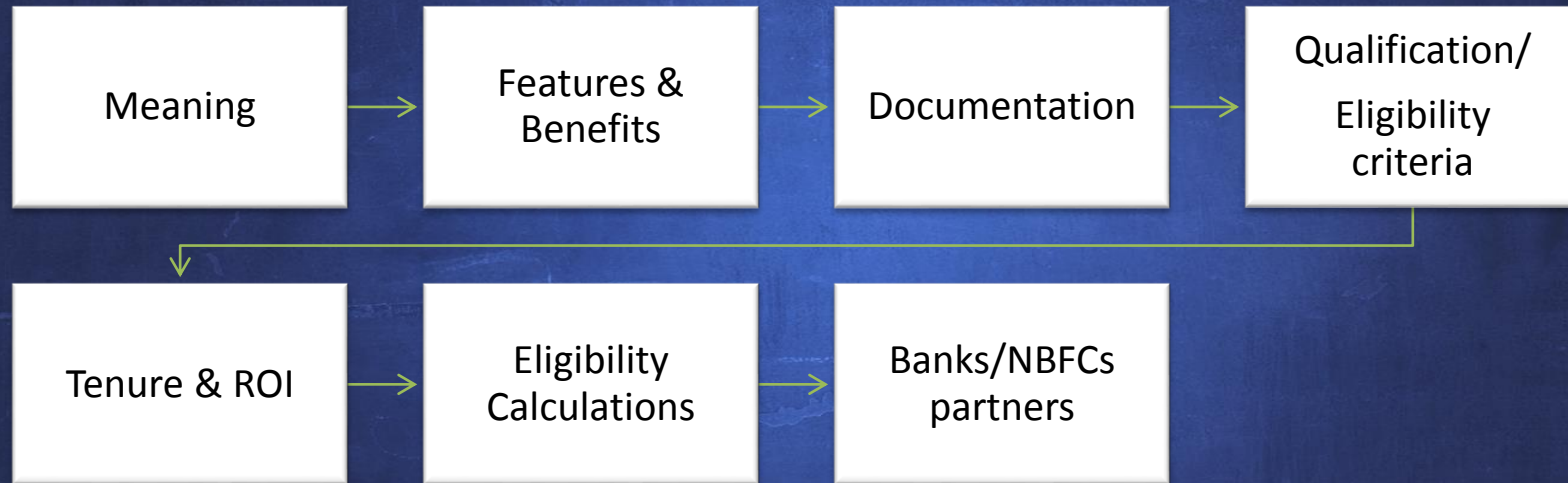 Meaning
Features &
Benefits
Documentation
Qualification/
Eligibility
criteria
Tenure & ROI
Eligibility
Calculations
Banks/NBFCs
partners